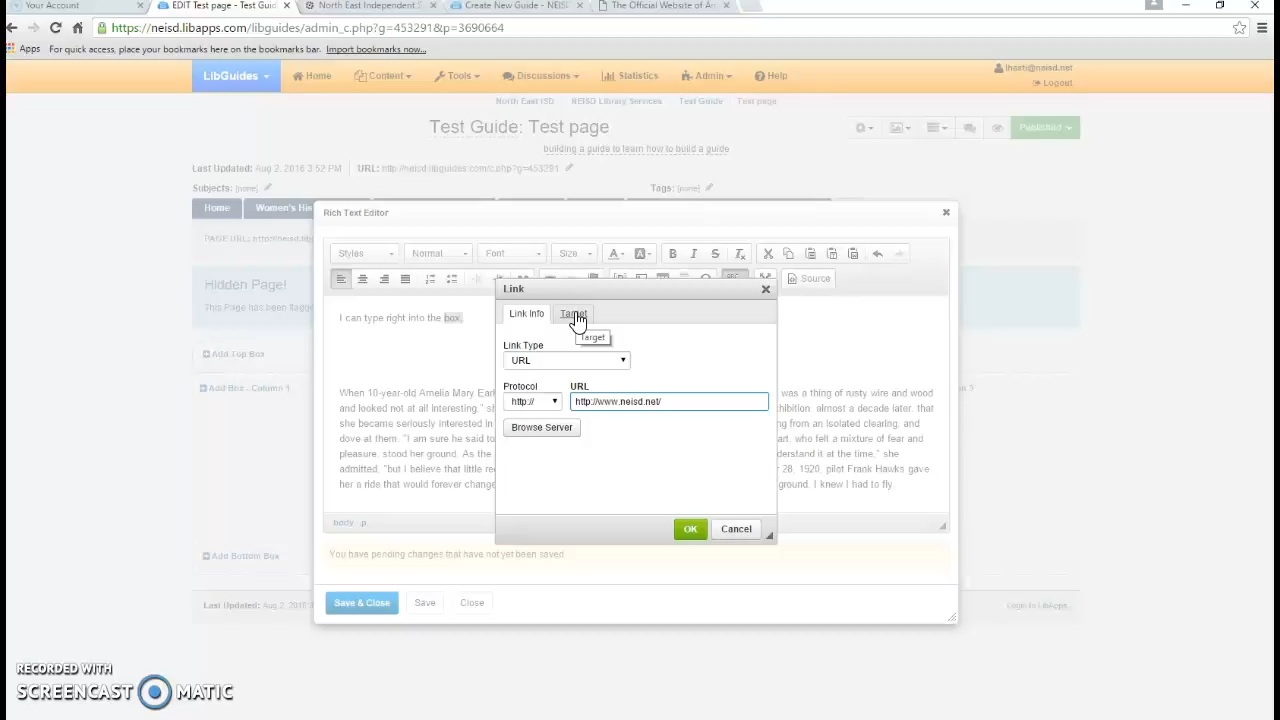 Your Account
EDIT Test page - Test Guid
North East Independent S
Create New Guide - NEIS
The Official Website of Am
https://neisd.libapps.com/libguides/admin_c.php?g=453291&p=3690664
Apps For quick access, place your bookmarks here on the bookmarks bar. Import bookmarks now...
LibGuides Home Content Tools Discussions Statistics Admin Help
lhaati@neisd.net
Logout
North East ISD NEISD Library Services Test Guide Test page
Test Guide: Test page
Published
building a guide to learn how to build a guide
Last Updated: Aug 2, 2016 3:52 PM URL: http://neisd.libguides.com/c.php?g=453291
Subjects: [none] Tags: [none]
Home Women's His
Rich Text Editor
PAGE URL: http://neisd.lib
Styles Normal Font Size A A B I S Tx
Source
Hidden Page!
This Page has been flagge
Link
Link Info Target
Target
I can type right into the box.
Link Type
URL
Add Top Box
Protocol URL
http:// http://www.neisd.net/
Browse Server
Add Box - Column 1
When 10-year-old Amelia Mary Earh was a thing of rusty wire and wood
and looked not at all interesting," sh hibition almost a decade later, that
she became seriously interested in ng from an isolated clearing, and
dove at them. "I am sure he said to art, who felt a mixture of fear and
pleasure, stood her ground. As the derstand it at the time," she
admitted, "but I believe that little re 28, 1920, pilot Frank Hawks gave
her a ride that would forever change ground, I knew I had to fly
body p
OK Cancel
You have pending changes that have not yet been saved
Add Bottom Box
Save & Close Save Close
Last Updated: Aug 2, 2016 3
Login to LibApps
RECORDED WITH
SCREENCAST MATIC